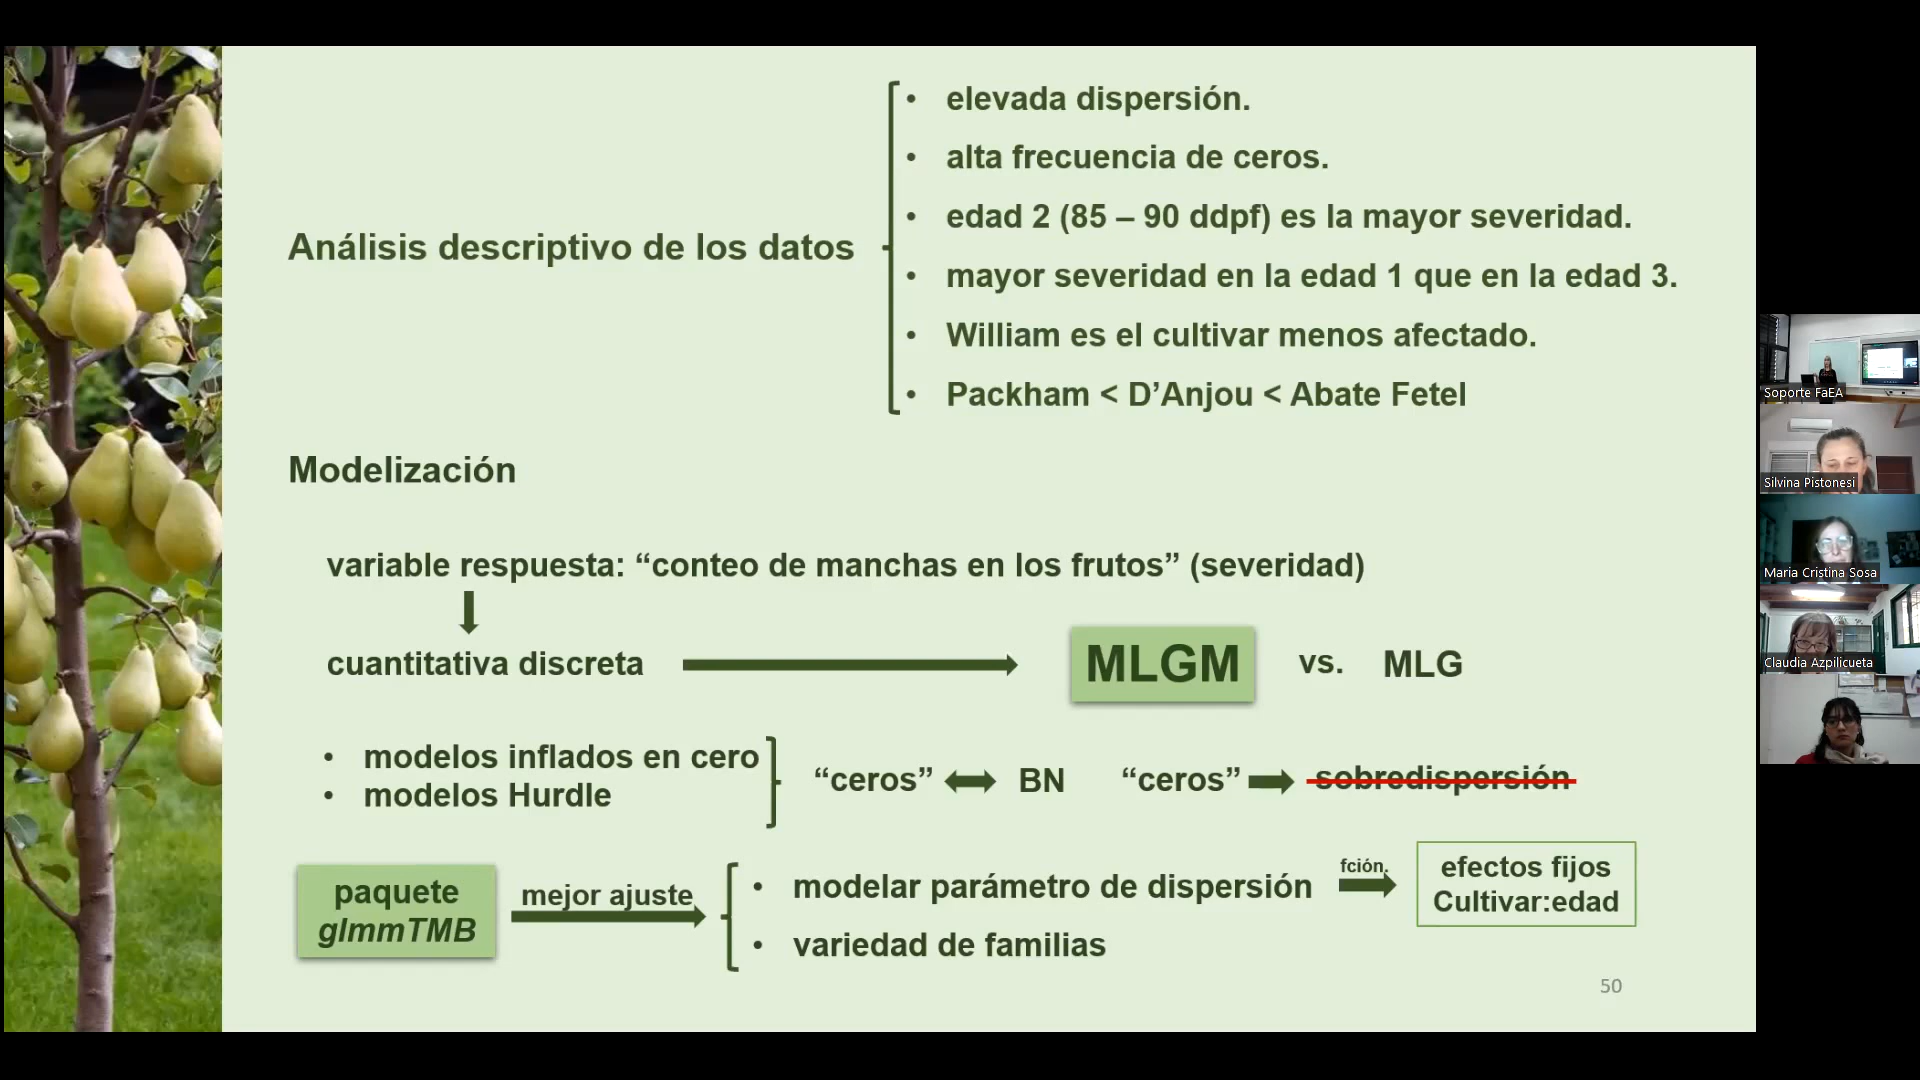 Análisis descriptivo de los datos
• elevada dispersión.
• alta frecuencia de ceros.
• edad 2 (85 – 90 ddpf) es la mayor severidad.
• mayor severidad en la edad 1 que en la edad 3.
• William es el cultivar menos afectado.
• Packham < D’Anjou < Abate Fetel
Modelización
variable respuesta: “conteo de manchas en los frutos” (severidad)
cuantitativa discreta
MLGM vs. MLG
• modelos inflados en cero
• modelos Hurdle
“ceros” BN “ceros” sobredispersión
paquete
glmmTMB
mejor ajuste
• modelar parámetro de dispersión
• variedad de familias
fción.
efectos fijos
Cultivar:edad
50
Soporte FaEA
Silvina Pistonesi
Maria Cristina Sosa
Claudia Azpilicueta